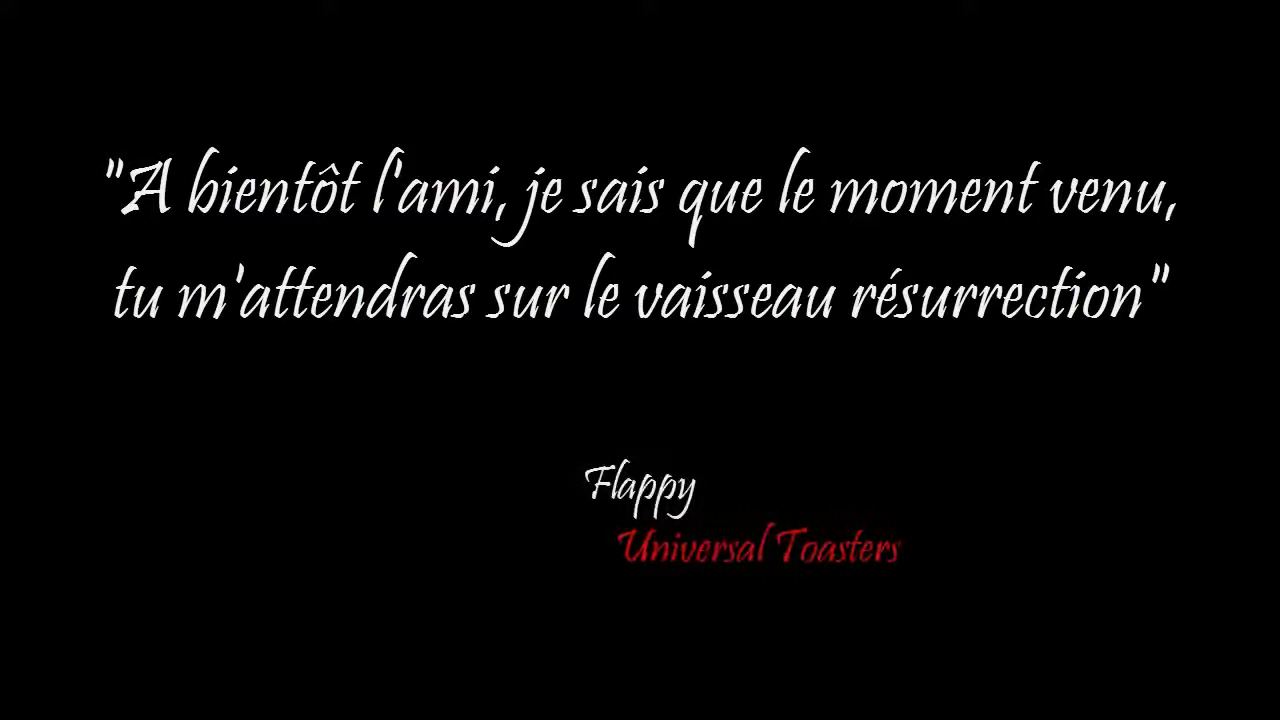 "A bientôt l'ami, je sais que le moment venu,
tu m'attendras sur le vaisseau résurrection"
Flappy
Universal Toasters